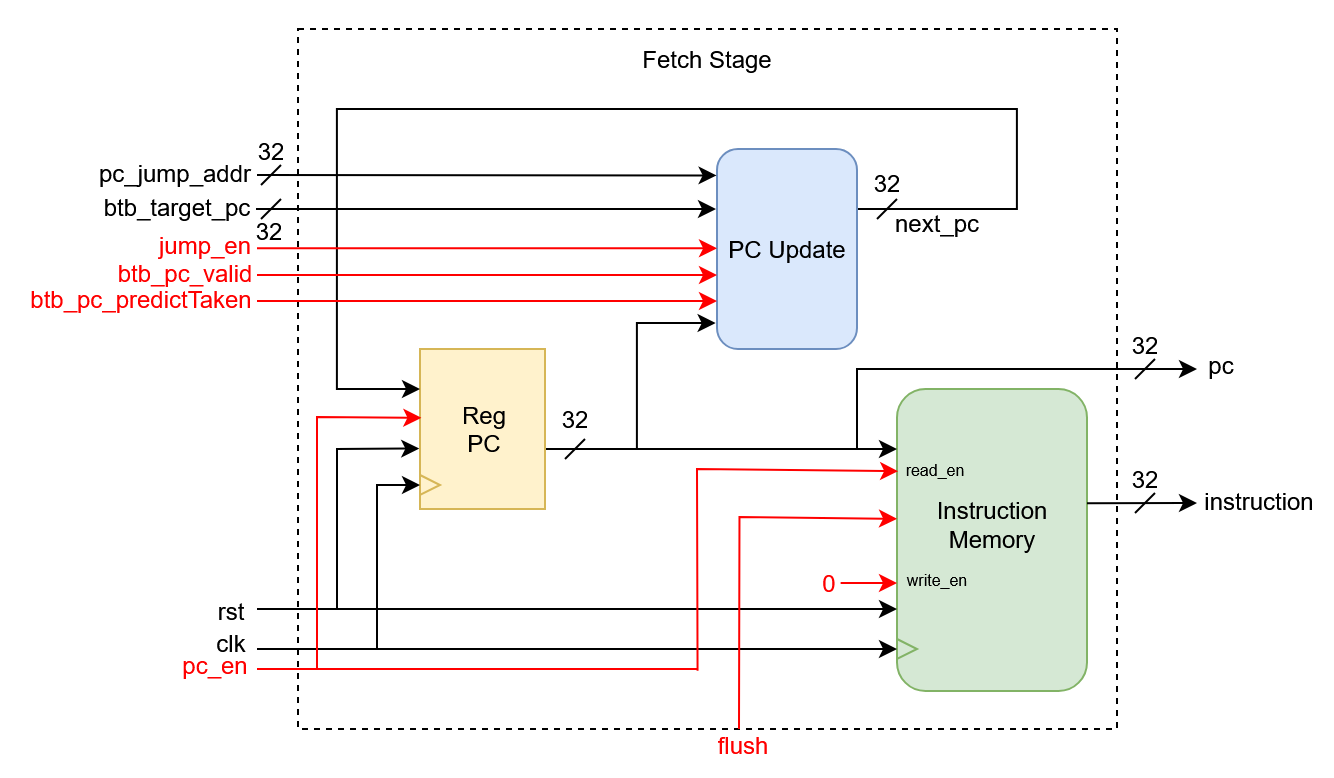 Fetch Stage
32
pc_jump_addr
btb_target_pc
32
jump_en
btb_pc_valid
btb_pc_predictTaken
PC Update
32
next_pc
Reg
PC
32
32
pc
read_en
Instruction
Memory
32
instruction
0
write_en
rst
clk
pc_en
flush